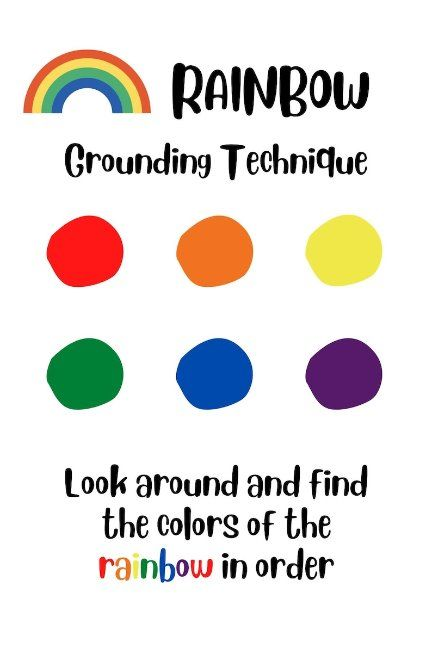 RAINBOW
Grounding Technique
Look around and find
the colors of the
rainbow in order